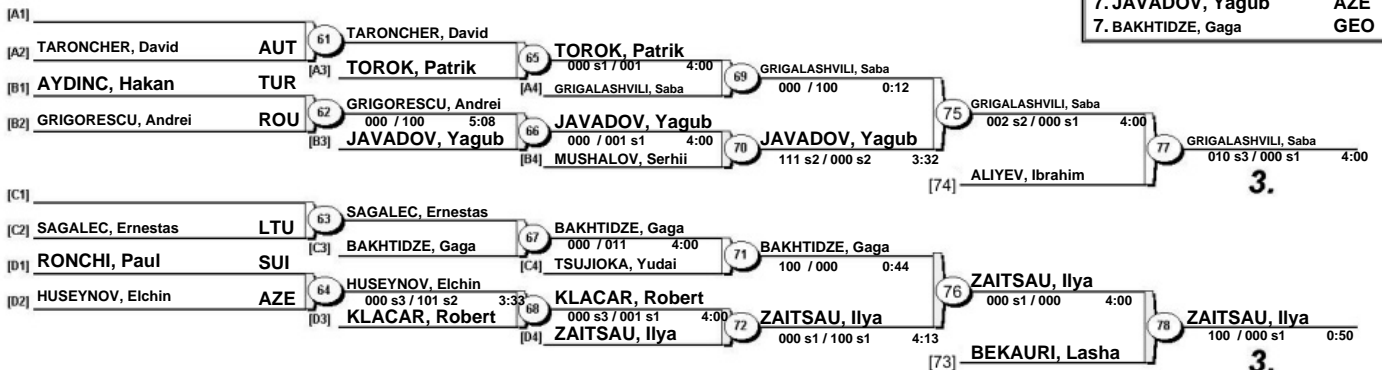 7. JAVADOV, Yagub AZE
7. BAKHTIDZE, Gaga GEO
[A1]
[A2] TARONCHER, David AUT
61
TARONCHER, David
[A3] TOROK, Patrik
65
TOROK, Patrik
000 s1 / 001 4:00
[A4] GRIGALASHVILI, Saba
69
GRIGALASHVILI, Saba
000 / 100 0:12
[B1] AYDINC, Hakan TUR
[B2] GRIGORESCU, Andrei ROU
62
GRIGORESCU, Andrei
000 / 100 5:08
[B3] JAVADOV, Yagub
66
JAVADOV, Yagub
000 / 001 s1 4:00
[B4] MUSHALOV, Serhii
70
JAVADOV, Yagub
111 s2 / 000 s2 3:32
75
GRIGALASHVILI, Saba
002 s2 / 000 s1 4:00
[74] ALIYEV, Ibrahim
77
GRIGALASHVILI, Saba
010 s3 / 000 s1 4:00
3.
[C1]
[C2] SAGALEC, Ernestas LTU
63
SAGALEC, Ernestas
[C3] BAKHTIDZE, Gaga
67
BAKHTIDZE, Gaga
000 / 011 4:00
[C4] TSUJIOKA, Yudai
71
BAKHTIDZE, Gaga
100 / 000 0:44
[D1] RONCHI, Paul SUI
[D2] HUSEYNOV, Elchin AZE
64
HUSEYNOV, Elchin
000 s3 / 101 s2 3:33
[D3] KLACAR, Robert
68
KLACAR, Robert
000 s3 / 001 s1 4:00
[D4] ZAITSAU, Ilya
72
ZAITSAU, Ilya
000 s1 / 100 s1 4:13
76
ZAITSAU, Ilya
000 s1 / 000 4:00
[73] BEKAURI, Lasha
78
ZAITSAU, Ilya
100 / 000 s1 0:50
3.